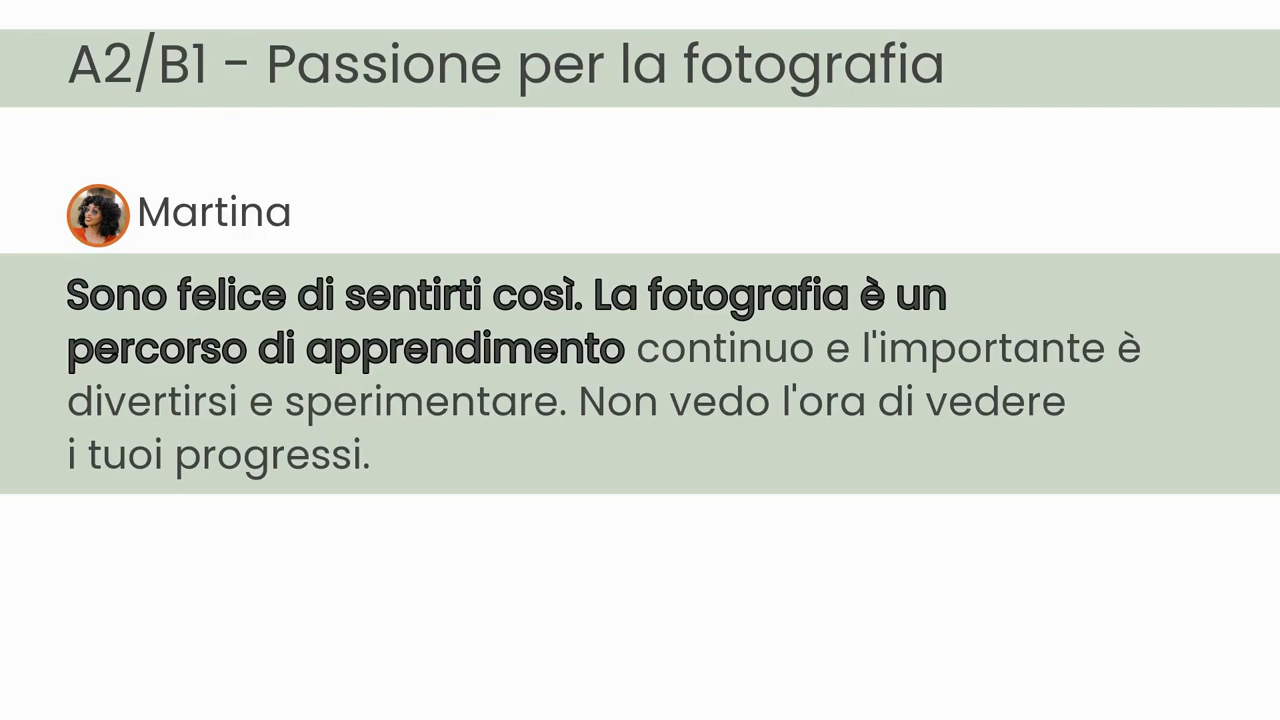 A2/B1 - Passione per la fotografia
Martina
Sono felice di sentirti così. La fotografia è un
percorso di apprendimento continuo e l'importante è
divertirsi e sperimentare. Non vedo l'ora di vedere
i tuoi progressi.